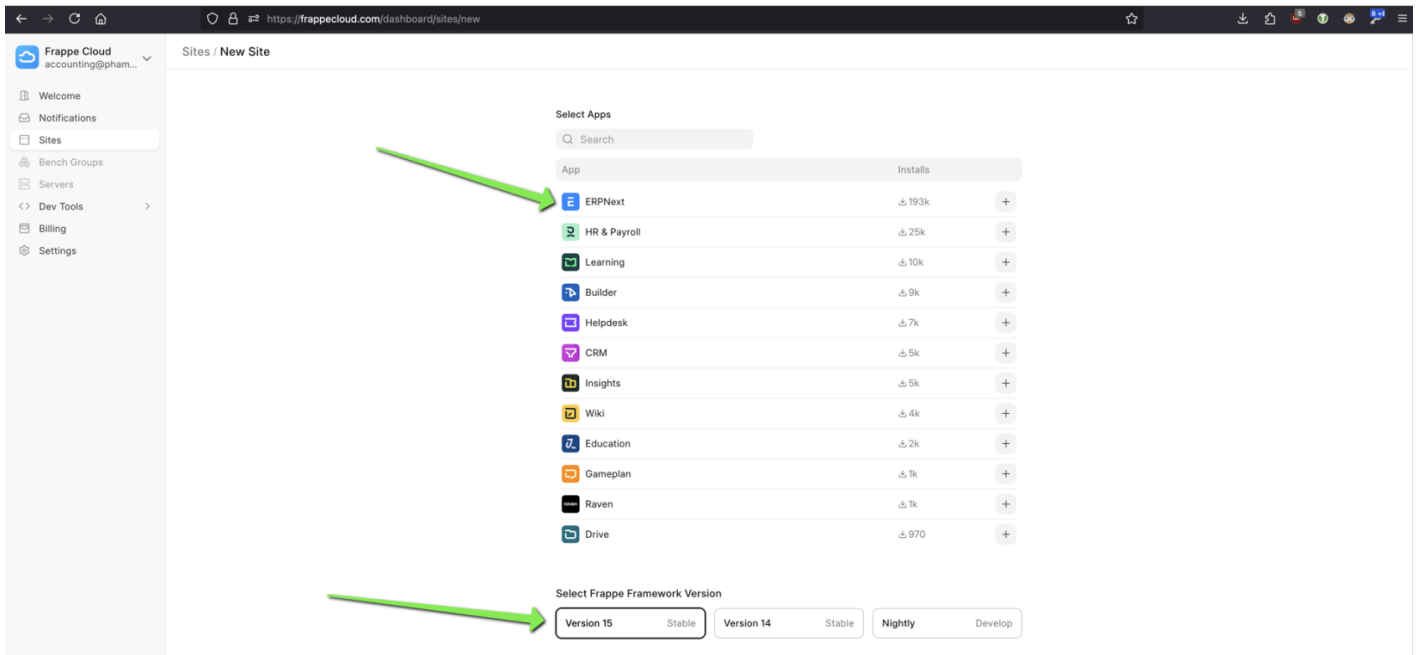 https://frappecloud.com/dashboard/sites/new
Frappe Cloud
accounting@pham...
Sites / New Site
Welcome
Notifications
Sites
Bench Groups
Servers
Dev Tools
Billing
Settings
Select Apps
Search
App Installs
ERPNext 193k +
HR & Payroll 25k +
Learning 10k +
Builder 9k +
Helpdesk 7k +
CRM 5k +
Insights 5k +
Wiki 4k +
Education 2k +
Gameplan 1k +
raven Raven 1k +
Drive 970 +
Select Frappe Framework Version
Version 15 Stable Version 14 Stable Nightly Develop